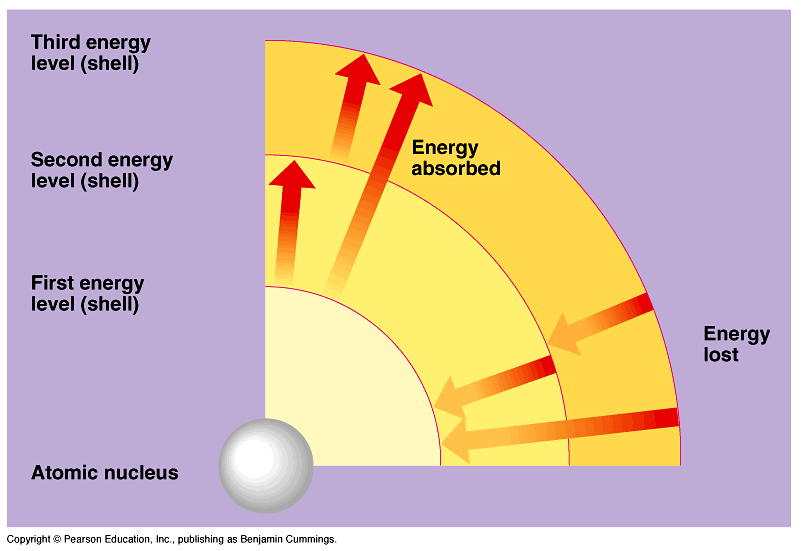 Third energy
level (shell)
Second energy
level (shell)
First energy
level (shell)
Atomic nucleus
Energy
absorbed
Energy
lost
Copyright © Pearson Education, Inc., publishing as Benjamin Cummings.